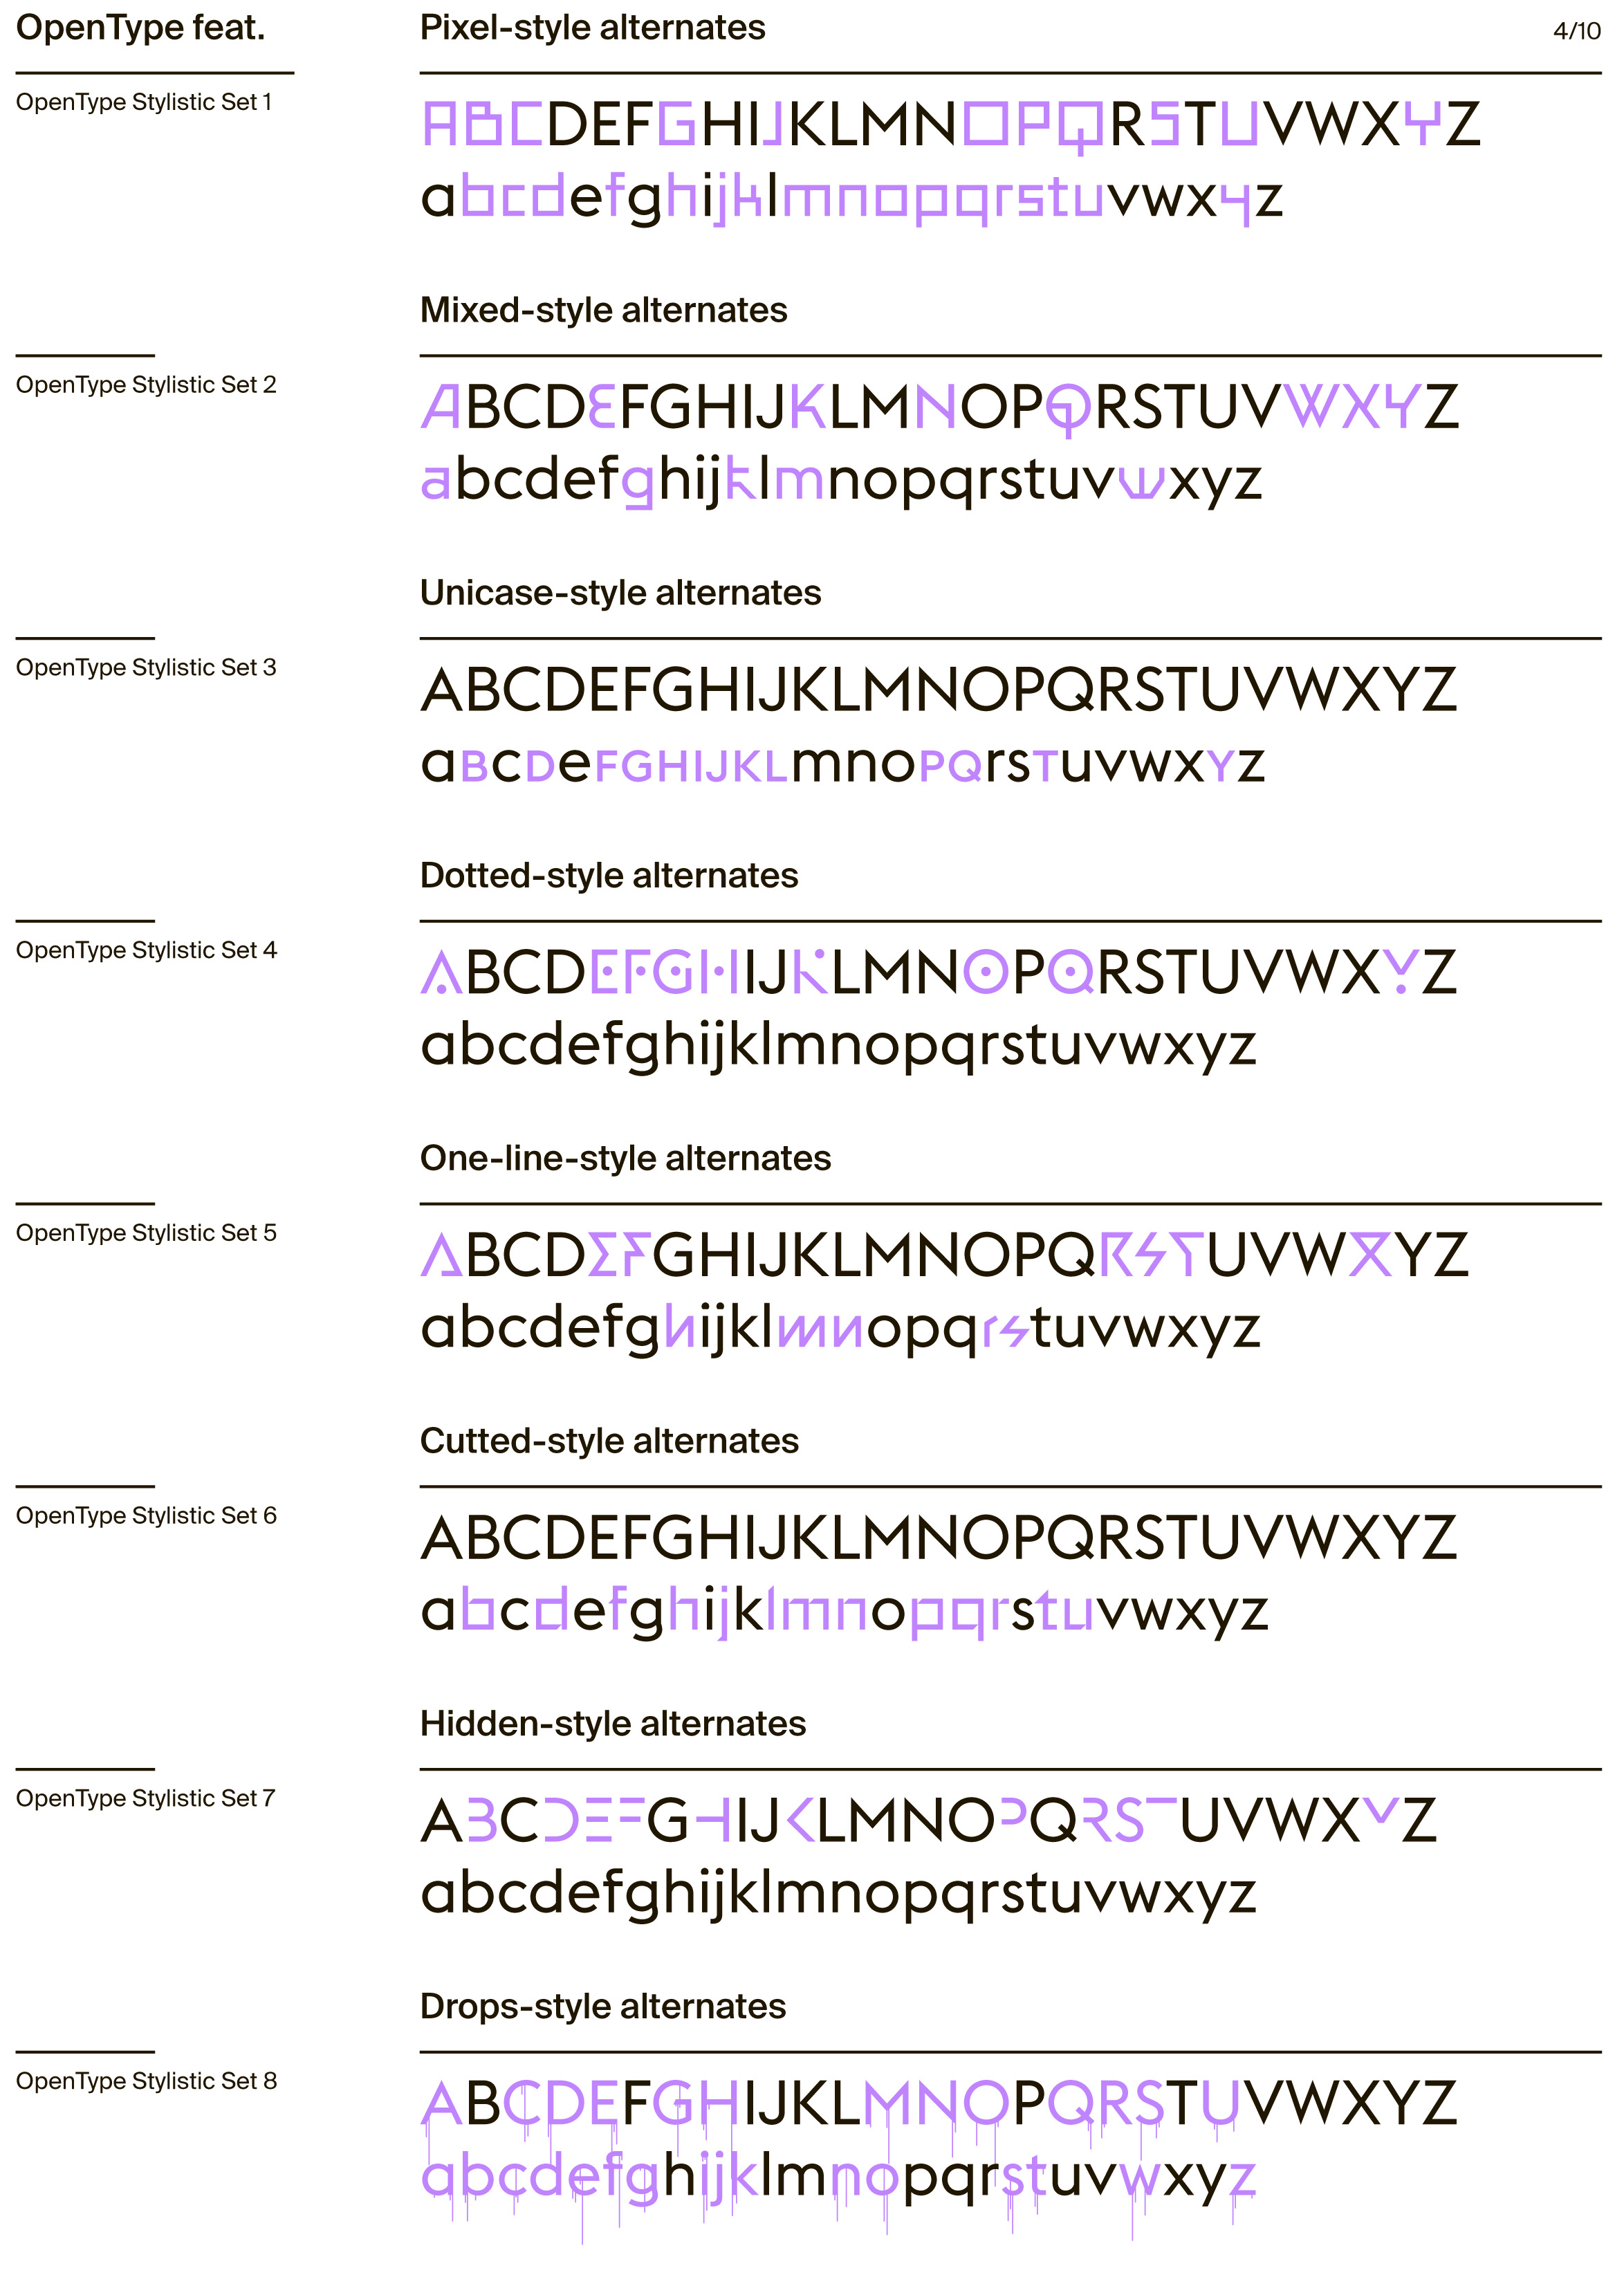 OpenType feat.
Pixel-style alternates
4/10
OpenType Stylistic Set 1
ABCDEFGHIJKLMNOPQRSTUVWXYZ
abcdefghijklmnopqrstuvwxyz
Mixed-style alternates
OpenType Stylistic Set 2
ABCDEFGHIJKLMNOPQRSTUVWXYZ
abcdefghijklmnopqrstuvwxyz
Unicase-style alternates
OpenType Stylistic Set 3
ABCDEFGHIJKLMNOPQRSTUVWXYZ
aBcDeFGHIJKLmnoPQrsTuvwxYz
Dotted-style alternates
OpenType Stylistic Set 4
ABCDEFGHIJKLMNOPQRSTUVWXYZ
abcdefghijklmnopqrstuvwxyz
One-line-style alternates
OpenType Stylistic Set 5
ABCDEFGHIJKLMNOPQRSTUVWXYZ
abcdefghijklmnopqrstuvwxyz
Cutted-style alternates
OpenType Stylistic Set 6
ABCDEFGHIJKLMNOPQRSTUVWXYZ
abcdefghijklmnopqrstuvwxyz
Hidden-style alternates
OpenType Stylistic Set 7
ABCDEFGHIJKLMNOPQRSTUVWXYZ
abcdefghijklmnopqrstuvwxyz
Drops-style alternates
OpenType Stylistic Set 8
ABCDEFGHIJKLMNOPQRSTUVWXYZ
abcdefghijklmnopqrstuvwxyz